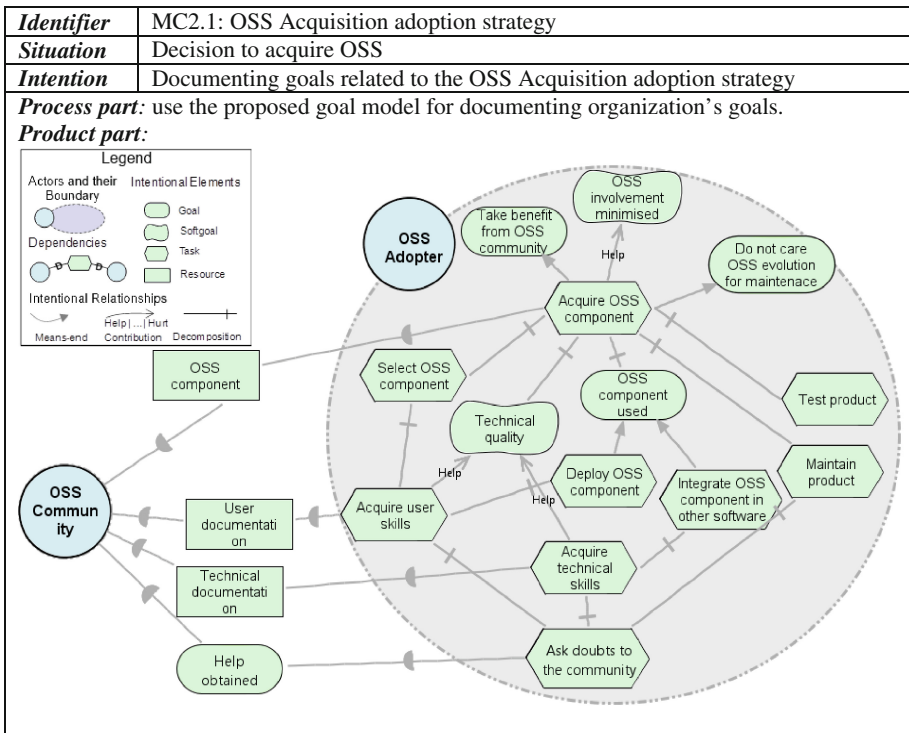 Identifier MC2.1: OSS Acquisition adoption strategy
Situation Decision to acquire OSS
Intention Documenting goals related to the OSS Acquisition adoption strategy
Process part: use the proposed goal model for documenting organization's goals.
Product part:
Legend
Actors and their
Boundary
Intentional Elements
Goal
Softgoal
Task
Resource
Dependencies
D
D
Intentional Relationships
Help| ...| Hurt
Means-end
Contribution
Decomposition
OSS
Adopter
Take benefit
from OSS
community
OSS
involvement
minimised
Help
Do not care
OSS evolution
for maintenace
Acquire OSS
component
OSS
component
Select OSS
component
OSS
component
used
Test product
Technical
quality
Help
Help
Deploy OSS
component
Integrate OSS
component in
other software
Maintain
product
OSS
Commun
ity
User
documentati
on
Acquire user
skills
Technical
documentati
on
Acquire
technical
skills
Help
obtained
Ask doubts to
the community